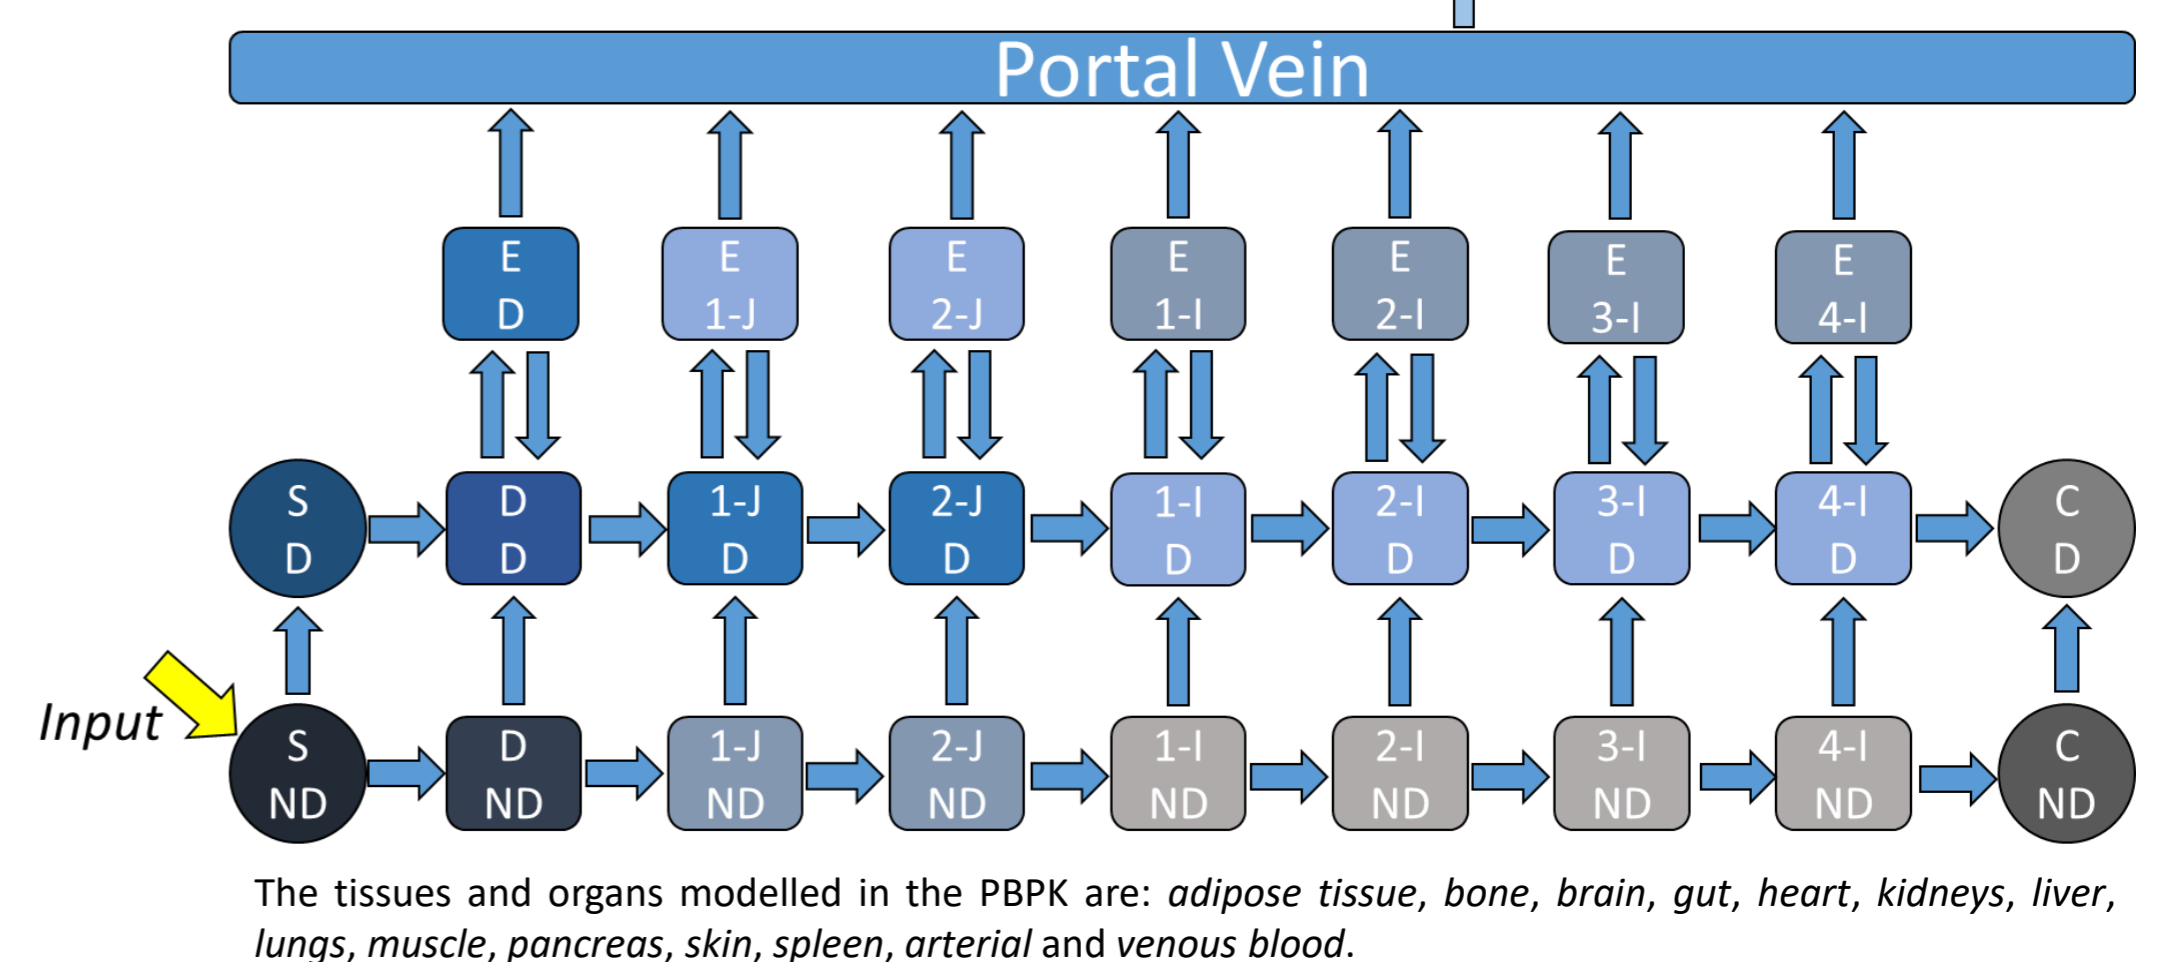 Portal Vein
E E E E E E E
D 1-J 2-J 1-I 2-I 3-I 4-I
S D 1-J 2-J 1-I 2-I 3-I 4-I C
D D D D D D D D D
Input
S D 1-J 2-J 1-I 2-I 3-I 4-I C
ND ND ND ND ND ND ND ND ND
The tissues and organs modelled in the PBPK are: adipose tissue, bone, brain, gut, heart, kidneys, liver,
lungs, muscle, pancreas, skin, spleen, arterial and venous blood.